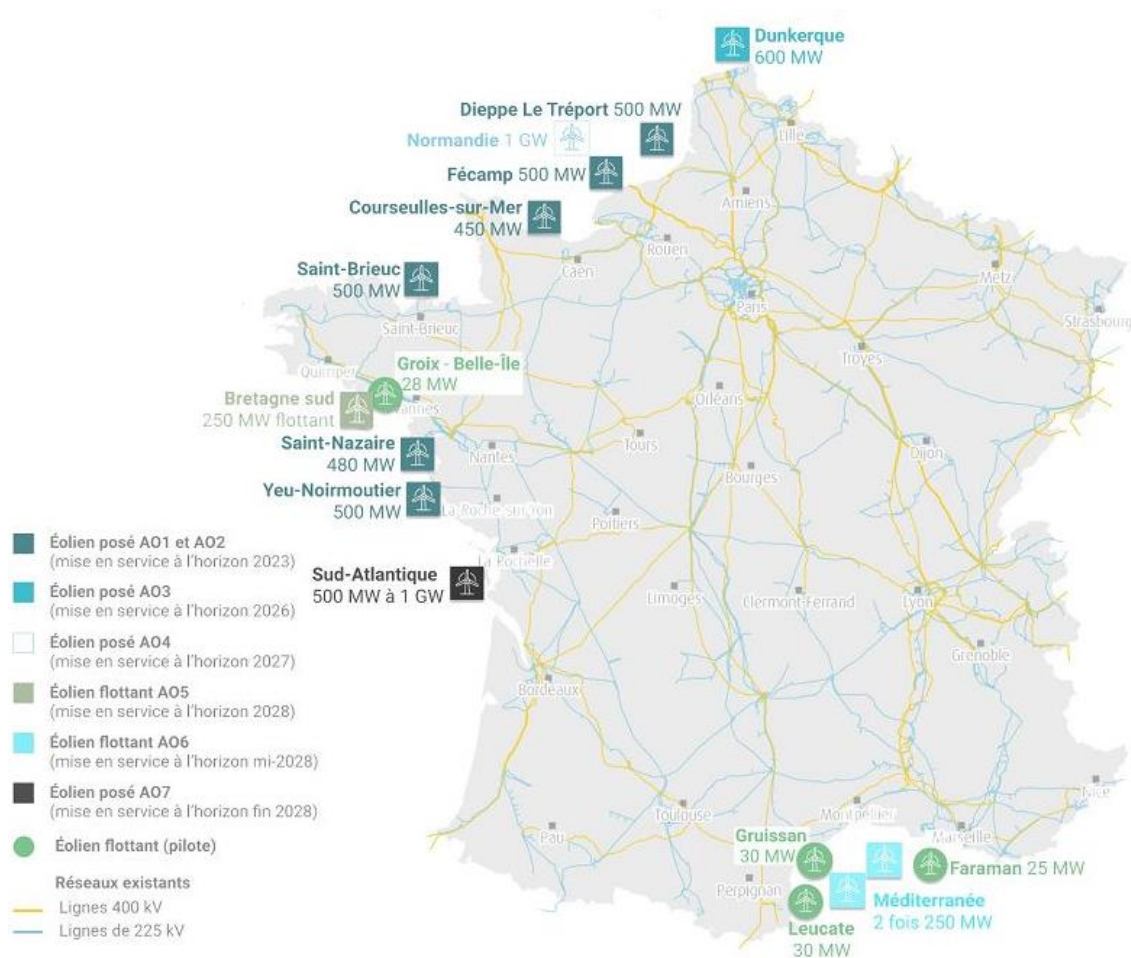 Dunkerque
600 MW
Dieppe Le Tréport 500 MW
Normandie 1 GW
Lille
Fécamp 500 MW
Amiens
Courseulles-sur-Mer
450 MW
Rouen
Caen
Metz
Saint-Brieuc
500 MW
Paris
Strasbourg
Saint-Brieuc
Troyes
Quimper
Groix - Belle-Île
28 MW
Orléans
Bretagne sud
250 MW flottant
Vannes
Saint-Nazaire
480 MW
Nantes
Tours
Dijon
Bourges
Yeu-Noirmoutier
500 MW
La Roche-sur-Yon
Poitiers
La Rochelle
Sud-Atlantique
500 MW à 1 GW
Limoges
Clermont-Ferrand
Lyon
Grenoble
Bordeaux
Éolien posé AO1 et AO2
(mise en service à l'horizon 2023)
Éolien posé AO3
(mise en service à l'horizon 2026)
Éolien posé AO4
(mise en service à l'horizon 2027)
Éolien flottant AO5
(mise en service à l'horizon 2028)
Éolien flottant AO6
(mise en service à l'horizon mi-2028)
Éolien posé AO7
(mise en service à l'horizon fin 2028)
Éolien flottant (pilote)
Réseaux existants
Lignes 400 kV
Lignes de 225 kV
Nice
Toulouse
Montpellier
Pau
Marseille
Gruissan
30 MW
Faraman 25 MW
Perpignan
Méditerranée
2 fois 250 MW
Leucate
30 MW